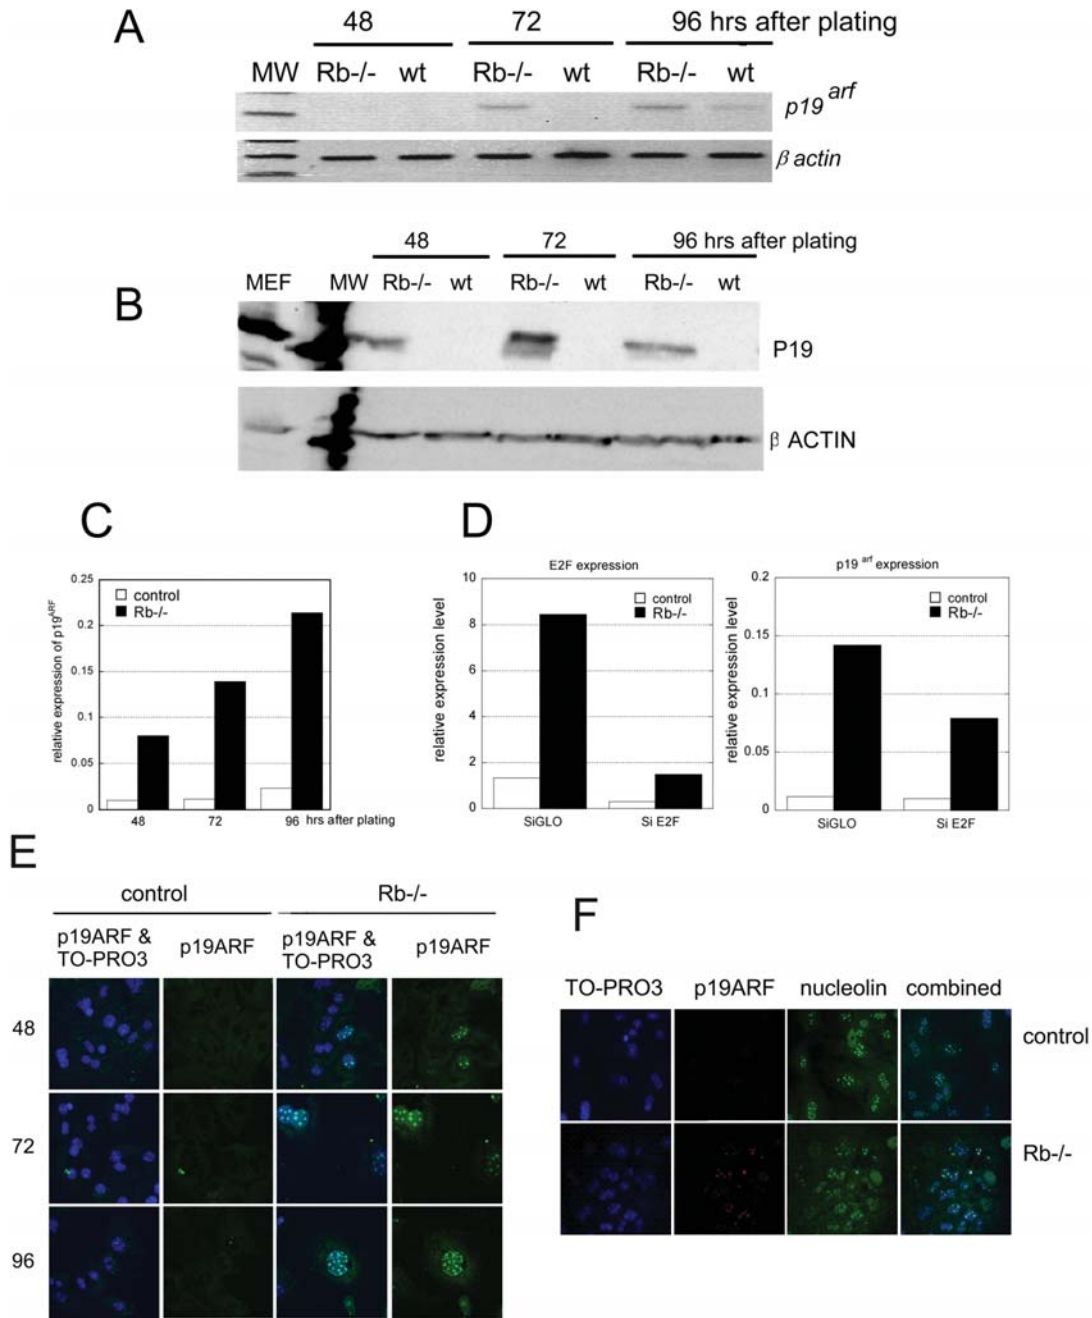 A
48 72 96 hrs after plating
MW Rb-/- wt Rb-/- wt Rb-/- wt
p19 arf
β actin
B
48 72 96 hrs after plating
MEF MW Rb-/- wt Rb-/- wt Rb-/- wt
P19
β ACTIN
C
relative expression of p19ARF
0.25
0.2
0.15
0.1
0.05
0
control
Rb-/-
48 72 96 hrs after plating
D
E2F expression
relative expression level
10
8
6
4
2
0
control
Rb-/-
SiGLO Si E2F
p19 arf expression
relative expression level
0.2
0.15
0.1
0.05
0
control
Rb-/-
SiGLO Si E2F
E
control Rb-/-
p19ARF & TO-PRO3 p19ARF p19ARF & TO-PRO3 p19ARF
48
72
96
F
TO-PRO3 p19ARF nucleolin combined
control
Rb-/-